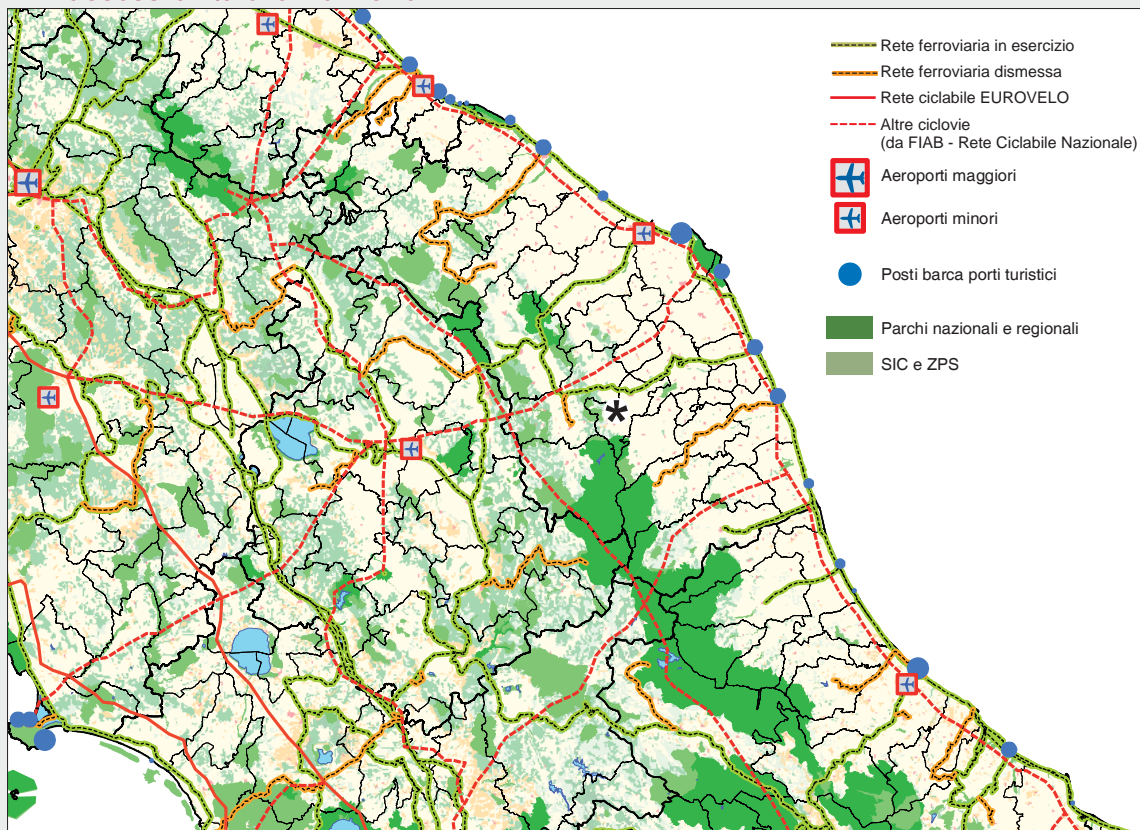 Rete ferroviaria in esercizio
Rete ferroviaria dismessa
Rete ciclabile EUROVELO
Altre ciclovie
(da FIAB - Rete Ciclabile Nazionale)
Aeroporti maggiori
Aeroporti minori
Posti barca porti turistici
Parchi nazionali e regionali
SIC e ZPS
*